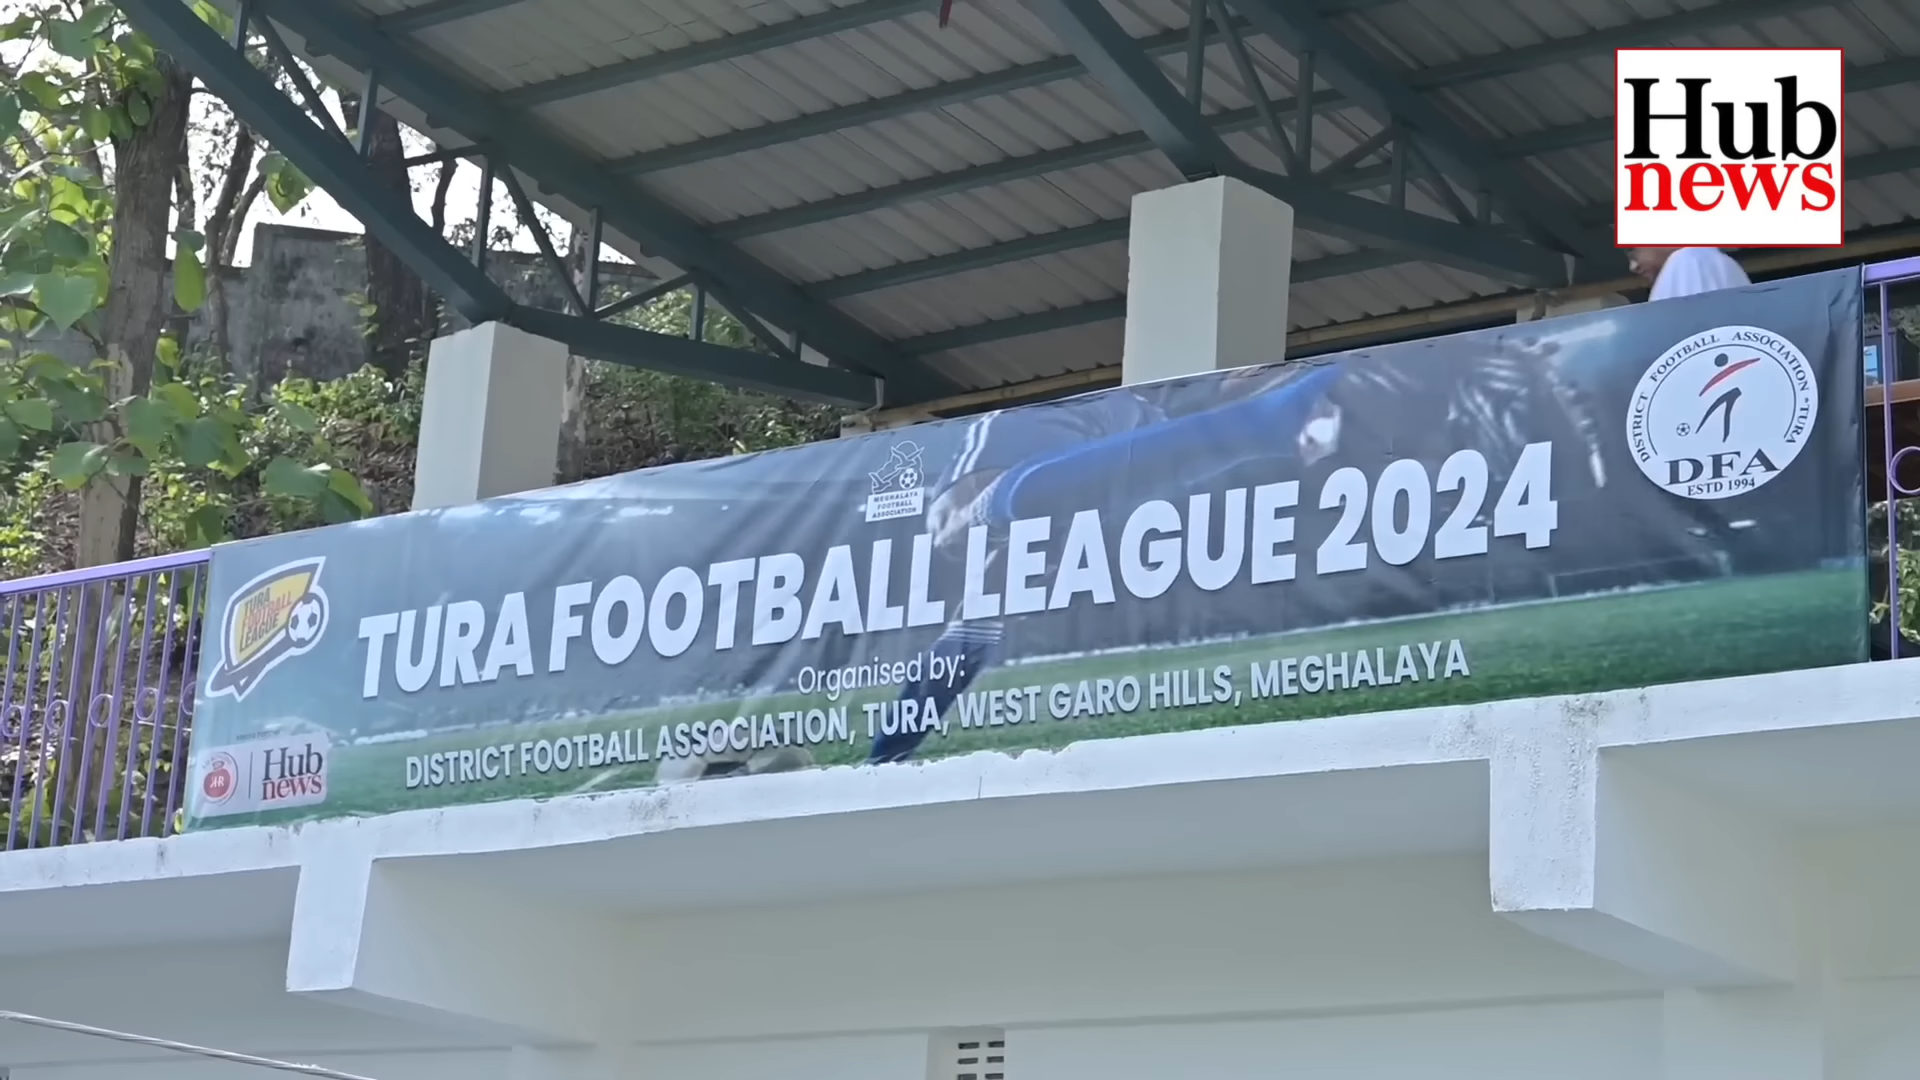 Hub
news
DISTRICT FOOTBALL ASSOCIATION * TURA
DFA
ESTD 1994
MEGHALAYA
FOOTBALL
ASSOCIATION
TURA
FOOTBALL
LEAGUE
TURA FOOTBALL LEAGUE 2024
Organised by:
DISTRICT FOOTBALL ASSOCIATION, TURA, WEST GARO HILLS, MEGHALAYA
Hub
news